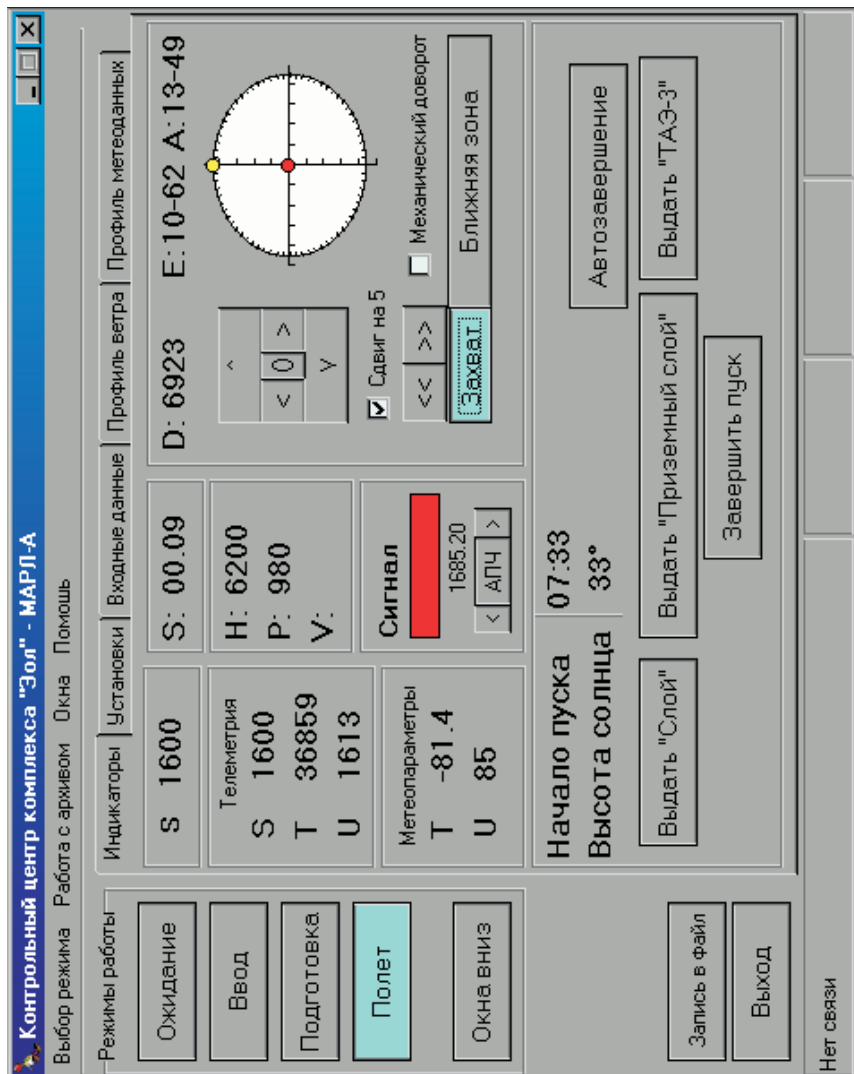 Контрольный центр комплекса "Зол" - МАРЛ-А
Выбор режима Работа с архивом Окна Помошь
Режимы работы
Ожидание
Ввод
Подготовка
Полет
Окна вниз
Запись в файл
Выход
Индикаторы Установки Входные данные Профиль ветра Профиль метеоданных
S 1600
Телеметрия
S 1600
T 36859
U 1613
Метеопараметры
T -81.4
U 85
S: 00.09
H: 6200
P: 980
V:
Сигнал
1685.20
< АПЧ >
D: 6923 E:10-62 A:13-49
^
< 0 >
V
Сдвиг на 5
<< >>
Механический доворот
Захват Ближняя зона
Начало пуска 07:33
Высота солнца 33°
Автозавершение
Выдать "Слой" Выдать "Приземный слой" Выдать "ТАЭ-3"
Завершить пуск
Нет связи